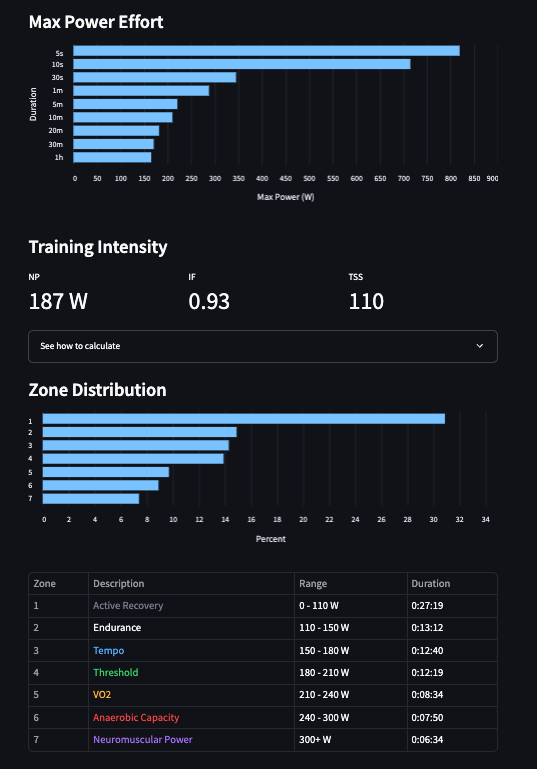 Max Power Effort
Duration
5s
10s
30s
1m
5m
10m
20m
30m
1h
0 50 100 150 200 250 300 350 400 450 500 550 600 650 700 750 800 850 900
Max Power (W)
Training Intensity
NP IF TSS
187 W 0.93 110
See how to calculate
Zone Distribution
1
2
3
4
5
6
7
0 2 4 6 8 10 12 14 16 18 20 22 24 26 28 30 32 34
Percent
Zone Description Range Duration
1 Active Recovery 0 - 110 W 0:27:19
2 Endurance 110 - 150 W 0:13:12
3 Tempo 150 - 180 W 0:12:40
4 Threshold 180 - 210 W 0:12:19
5 VO2 210 - 240 W 0:08:34
6 Anaerobic Capacity 240 - 300 W 0:07:50
7 Neuromuscular Power 300+ W 0:06:34